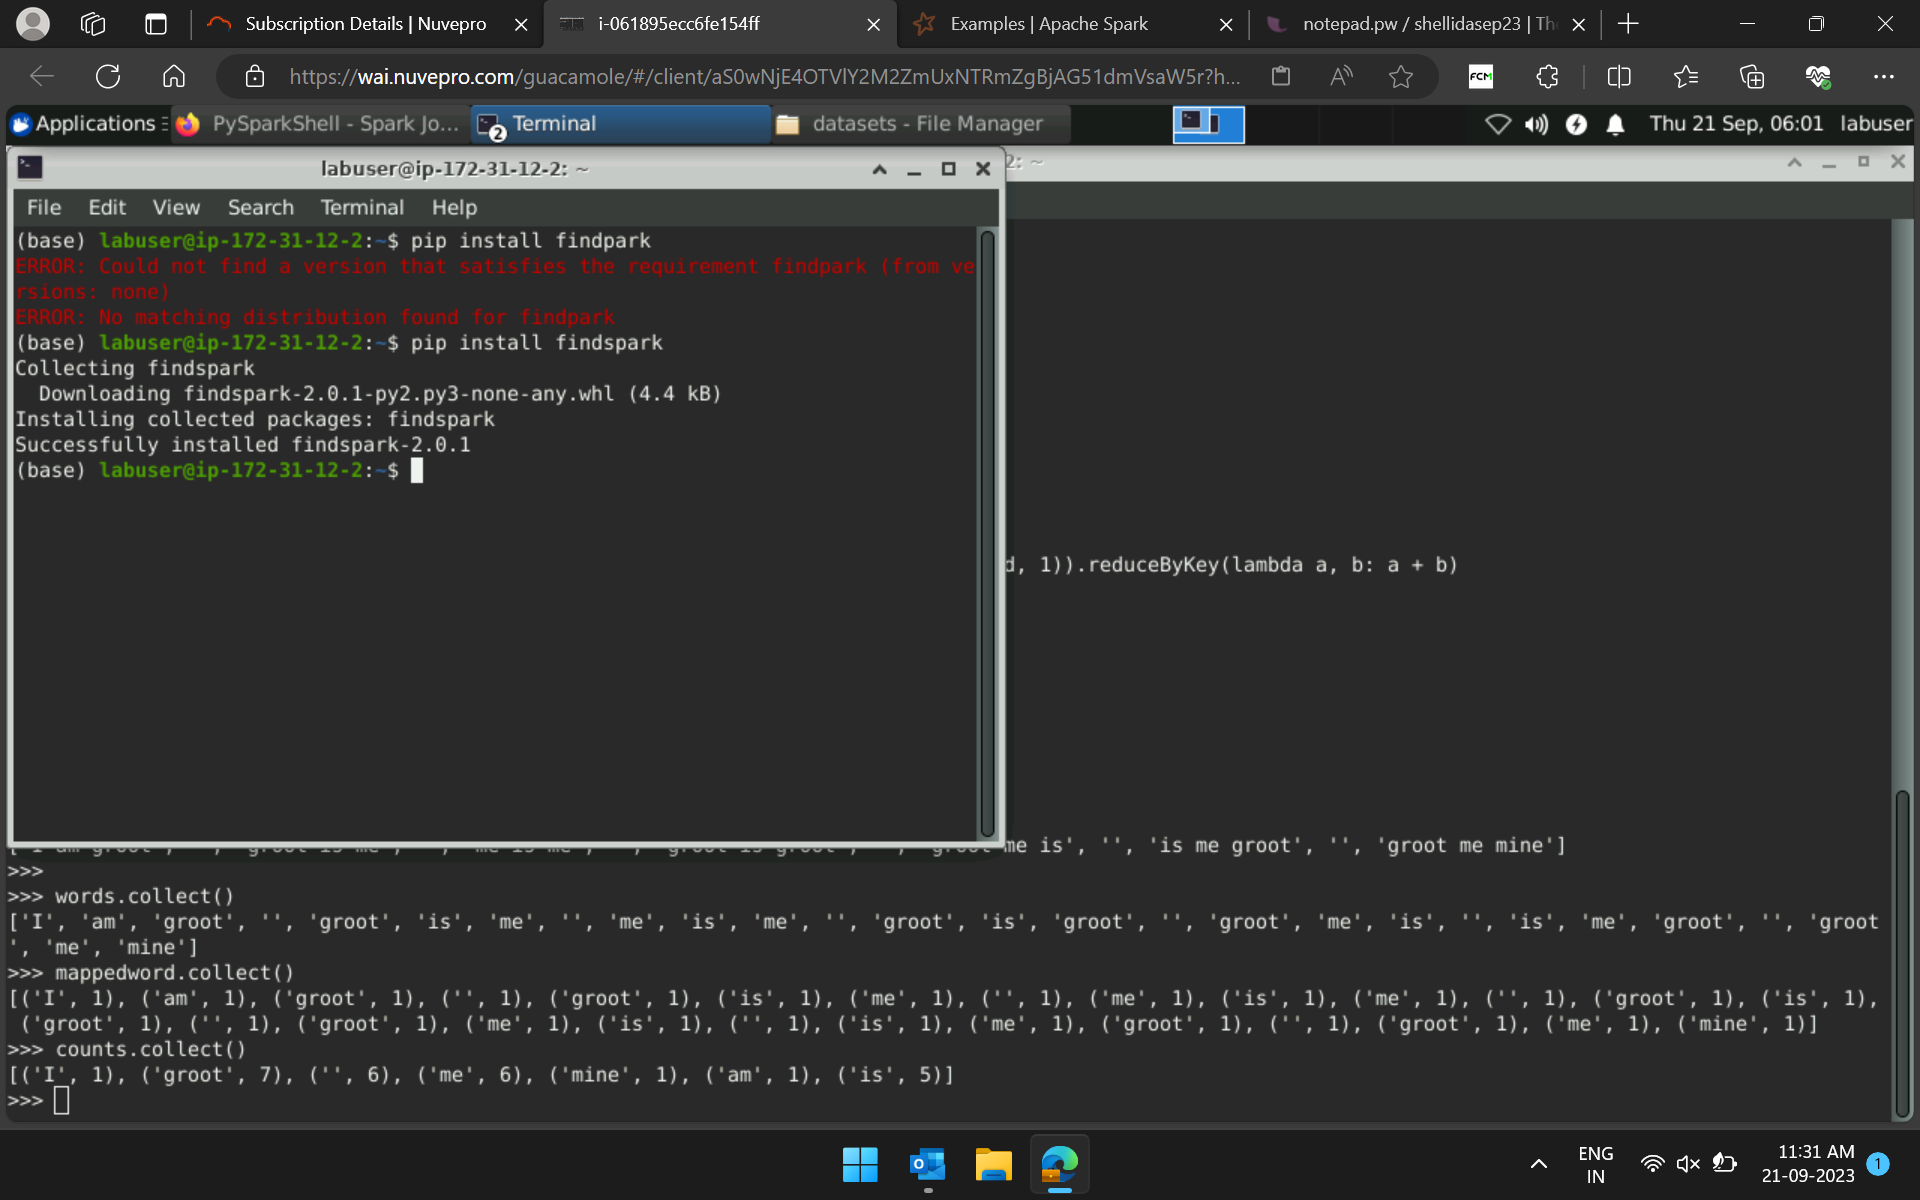 Subscription Details | Nuvepro
i-061895ecc6fe154ff
Examples | Apache Spark
notepad.pw / shellidasep23 | Th
https://wai.nuvepro.com/guacamole/#/client/aS0wNjE4OTVlY2M2ZmUxNTRmZgBjAG51dmVsaW5r?h...
FCM
Applications
PySparkShell - Spark Jo...
2
Terminal
datasets - File Manager
Thu 21 Sep, 06:01 labuser
labuser@ip-172-31-12-2: ~
2: ~
File Edit View Search Terminal Help
(base) labuser@ip-172-31-12-2:~$ pip install findpark
ERROR: Could not find a version that satisfies the requirement findpark (from ve
rsions: none)
ERROR: No matching distribution found for findpark
(base) labuser@ip-172-31-12-2:~$ pip install findspark
Collecting findspark
Downloading findspark-2.0.1-py2.py3-none-any.whl (4.4 kB)
Installing collected packages: findspark
Successfully installed findspark-2.0.1
(base) labuser@ip-172-31-12-2:~$
d, 1)).reduceByKey(lambda a, b: a + b)
me is', '', 'is me groot', '', 'groot me mine']
>>>
>>> words.collect()
['I', 'am', 'groot', '', 'groot', 'is', 'me', '', 'me', 'is', 'me', '', 'groot', 'is', 'groot', '', 'groot', 'me', 'is', '', 'is', 'me', 'groot', '', 'groot
', 'me', 'mine']
>>> mappedword.collect()
[('I', 1), ('am', 1), ('groot', 1), ('', 1), ('groot', 1), ('is', 1), ('me', 1), ('', 1), ('me', 1), ('is', 1), ('me', 1), ('', 1), ('groot', 1), ('is', 1),
('groot', 1), ('', 1), ('groot', 1), ('me', 1), ('is', 1), ('', 1), ('is', 1), ('me', 1), ('groot', 1), ('', 1), ('groot', 1), ('me', 1), ('mine', 1)]
>>> counts.collect()
[('I', 1), ('groot', 7), ('', 6), ('me', 6), ('mine', 1), ('am', 1), ('is', 5)]
>>>
ENG
IN
11:31 AM
21-09-2023
1